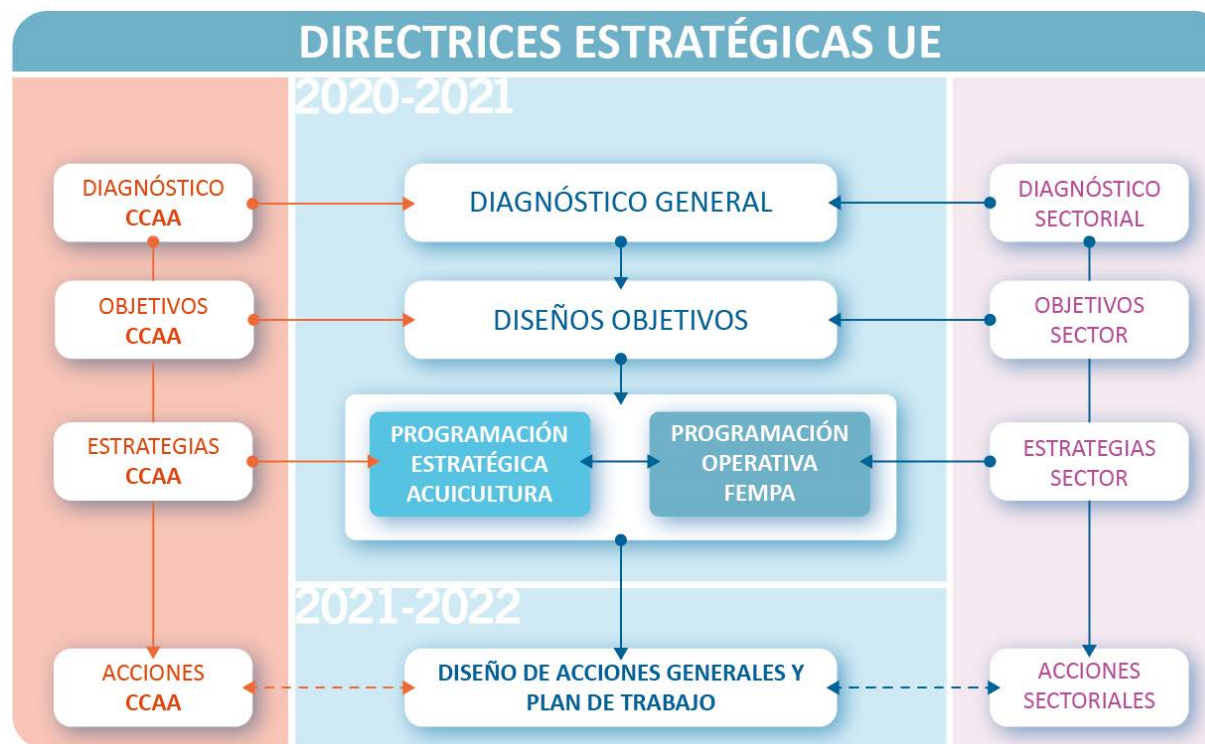 DIRECTRICES ESTRATÉGICAS UE
2020-2021
DIAGNÓSTICO
CCAA
DIAGNÓSTICO GENERAL
DIAGNÓSTICO
SECTORIAL
OBJETIVOS
CCAA
DISEÑOS OBJETIVOS
OBJETIVOS
SECTOR
ESTRATEGIAS
CCAA
PROGRAMACIÓN
ESTRATÉGICA
ACUICULTURA
PROGRAMACIÓN
OPERATIVA
FEMPA
ESTRATEGIAS
SECTOR
2021-2022
ACCIONES
CCAA
DISEÑO DE ACCIONES GENERALES Y
PLAN DE TRABAJO
ACCIONES
SECTORIALES